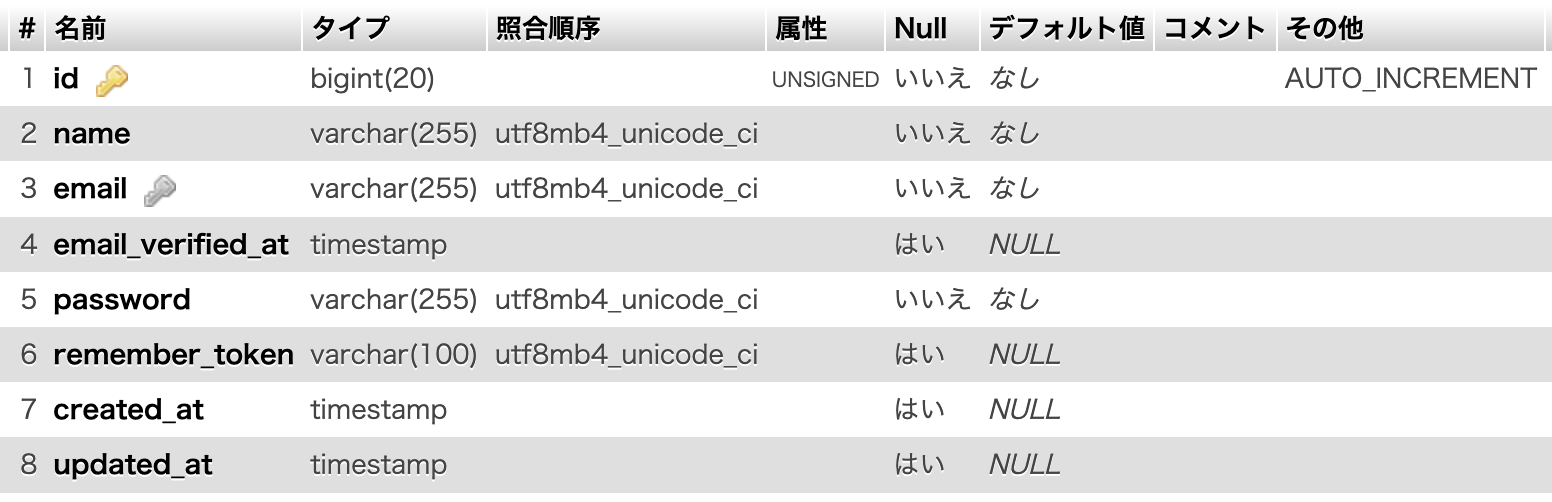 # 名前 タイプ 照合順序 属性 Null デフォルト値 コメント その他
1 id bigint(20) UNSIGNED いいえ なし AUTO_INCREMENT
2 name varchar(255) utf8mb4_unicode_ci いいえ なし
3 email varchar(255) utf8mb4_unicode_ci いいえ なし
4 email_verified_at timestamp はい NULL
5 password varchar(255) utf8mb4_unicode_ci いいえ なし
6 remember_token varchar(100) utf8mb4_unicode_ci はい NULL
7 created_at timestamp はい NULL
8 updated_at timestamp はい NULL